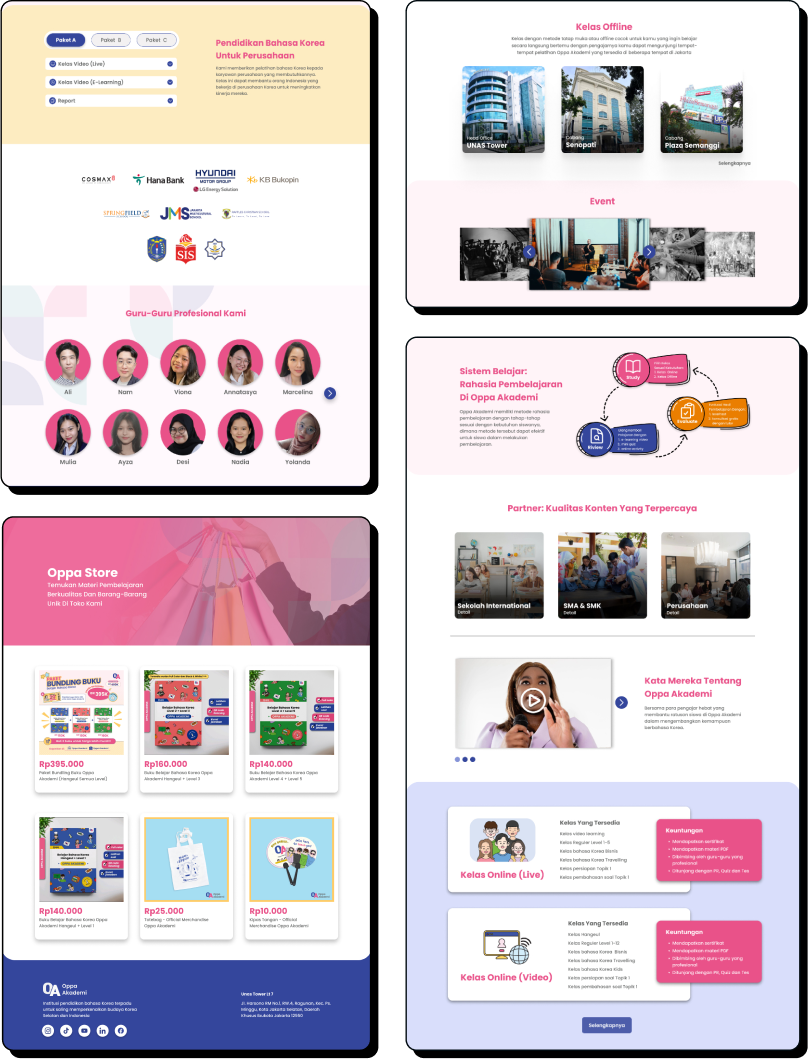 Paket A
Paket B
Paket C
Kelas Video (Live)
Kelas Video (E-Learning)
Report
Pendidikan Bahasa Korea
Untuk Perusahaan
Kami memberikan pelatihan bahasa Korea kepada
karyawan perusahaan yang membutuhkannya.
Kelas ini dapat membantu orang Indonesia yang
bekerja di perusahaan Korea untuk meningkatkan
kinerja mereka.
COSMAX
Hana Bank
HYUNDAI
MOTOR GROUP
LG Energy Solution
KB Bukopin
SPRINGFIELD
JMS
SIS
Guru-Guru Profesional Kami
Ali
Nam
Viona
Annatasya
Marcelina
Mulia
Ayza
Desi
Nadia
Yolanda
Oppa Store
Temukan Materi Pembelajaran
Berkualitas Dan Barang-Barang
Unik Di Toko Kami
PAKET
BUNDLING BUKU
395K
Rp395.000
Paket Bundling Buku Oppa
Akademi (Hangeul Semua Level)
Belajar Bahasa Korea
Rp160.000
Buku Belajar Bahasa Korea Oppa
Akademi Hangeul + Level 3
Belajar Bahasa Korea
Rp140.000
Buku Belajar Bahasa Korea Oppa
Akademi Level 4 + Level 5
Belajar Bahasa Korea
Hangeul + Level 1
Rp140.000
Buku Belajar Bahasa Korea Oppa
Akademi Hangeul + Level 1
Rp25.000
Totebag - Official Merchandise
Oppa Akademi
Rp10.000
Kipas Tangan - Official
Merchandise Oppa Akademi
OA Oppa
Akademi
Institusi pendidikan bahasa Korea terpadu
untuk saling memperkenalkan Budaya Korea
Selatan dan Indonesia
Unas Tower Lt 7
Jl. Harsono RM No.1, RW.4, Ragunan, Kec. Ps.
Minggu, Kota Jakarta Selatan, Daerah
Khusus Ibukota Jakarta 12550
Kelas Offline
Kelas dengan metode tatap muka atau offline cocok untuk kamu yang ingin belajar
secara langsung bertemu dengan pengajarnya kamu dapat mengunjungi tempat-
tempat pelatihan Oppa Akademi yang tersedia di beberapa tempat di Jakarta
Head Office
UNAS Tower
Cabang
Senopati
Cabang
Plaza Semanggi
Selengkapnya
Event
Sistem Belajar:
Rahasia Pembelajaran
Di Oppa Akademi
Oppa Akademi memiliki metode rahasia
pembelajaran dengan tahap-tahap
sesuai dengan kebutuhan siswanya,
dimana metode tersebut dapat efektif
untuk siswa dalam melakukan
pembelajaran.
Study
Evaluate
Review
Partner: Kualitas Konten Yang Terpercaya
Sekolah International
Detail
SMA & SMK
Detail
Perusahaan
Detail
Kata Mereka Tentang
Oppa Akademi
Bersama para pengajar hebat yang
membantu ratusan siswa di Oppa Akademi
dalam mengembangkan kemampuan
berbahasa Korea.
Kelas Online (Live)
Kelas Yang Tersedia
Kelas video learning
Kelas Reguler Level 1-5
Kelas bahasa Korea Bisnis
Kelas bahasa Korea Travelling
Kelas persiapan Topik 1
Kelas pembahasan soal Topik 1
Keuntungan
Mendapatkan sertifikat
Mendapatkan materi PDF
Dibimbing oleh guru-guru yang
profesional
Ditunjang dengan PR, Quiz dan Tes
Kelas Online (Video)
Kelas Yang Tersedia
Kelas Hangeul
Kelas Reguler Level 1-12
Kelas bahasa Korea Bisnis
Kelas bahasa Korea Travelling
Kelas bahasa Korea Kids
Kelas persiapan soal Topik 1
Kelas pembahasan soal Topik 1
Keuntungan
Mendapatkan sertifikat
Mendapatkan materi PDF
Dibimbing oleh guru-guru yang
profesional
Ditunjang dengan PR, Quiz dan Tes
Selengkapnya